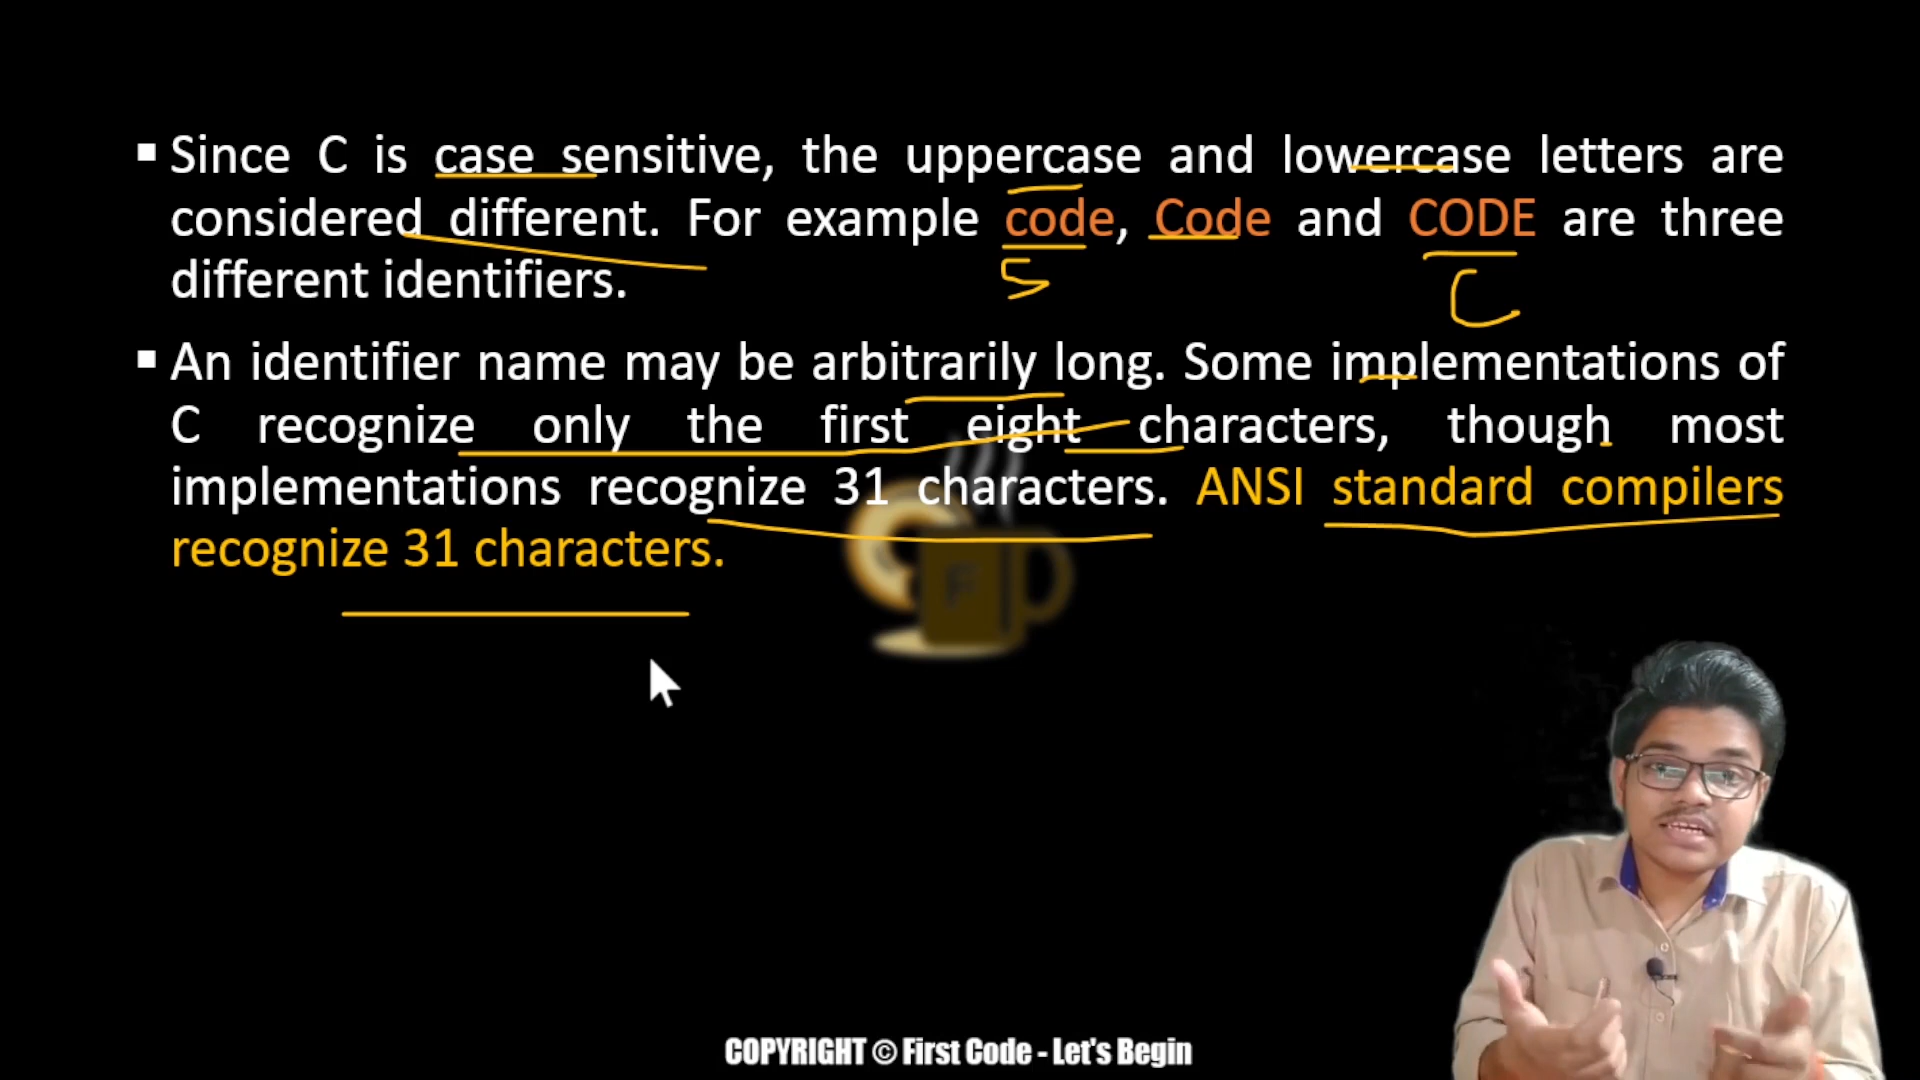 ▪ Since C is case sensitive, the uppercase and lowercase letters are
considered different. For example code, Code and CODE are three
different identifiers.
S
C
▪ An identifier name may be arbitrarily long. Some implementations of
C recognize only the first eight characters, though most
implementations recognize 31 characters. ANSI standard compilers
recognize 31 characters.
F
COPYRIGHT © First Code - Let's Begin